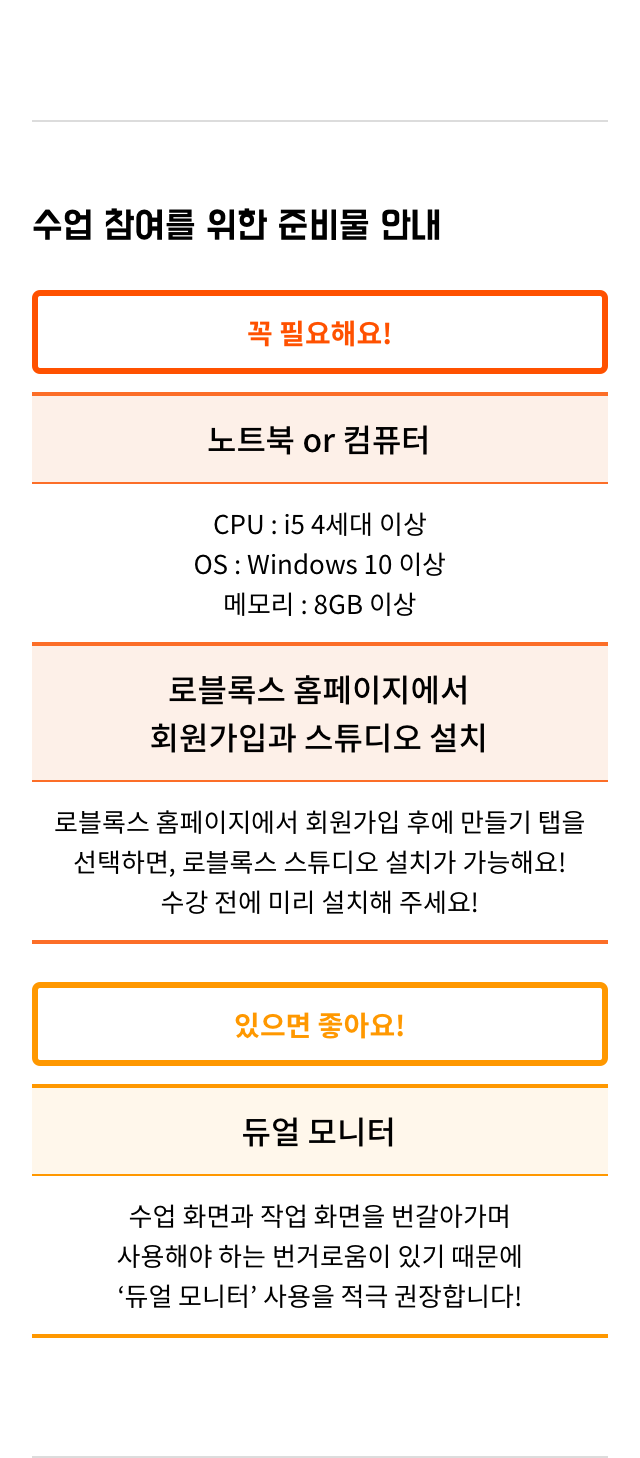 수업 참여를 위한 준비물 안내
꼭 필요해요!
노트북 or 컴퓨터
CPU : i5 4세대 이상
OS : Windows 10 이상
메모리 : 8GB 이상
로블록스 홈페이지에서
회원가입과 스튜디오 설치
로블록스 홈페이지에서 회원가입 후에 만들기 탭을
선택하면, 로블록스 스튜디오 설치가 가능해요!
수강 전에 미리 설치해 주세요!
있으면 좋아요!
듀얼 모니터
수업 화면과 작업 화면을 번갈아가며
사용해야 하는 번거로움이 있기 때문에
‘듀얼 모니터’ 사용을 적극 권장합니다!